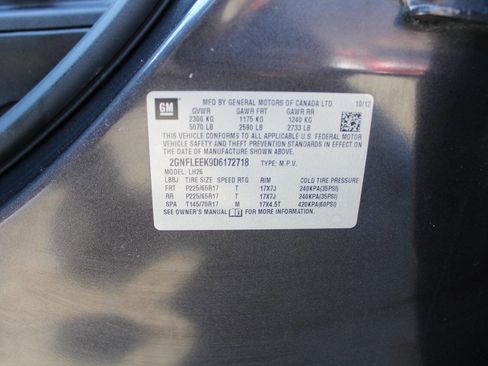 GM
MFD BY GENERAL MOTORS OF CANADA LTD. 10/12
GVWR GAWR FRT GAWR RR
2300 KG 1175 KG 1240 KG
5070 LB 2590 LB 2733 LB
THIS VEHICLE CONFORMS TO ALL APPLICABLE U.S. FEDERAL MOTOR
VEHICLE SAFETY, BUMPER, AND THEFT PREVENTION STANDARDS IN
EFFECT ON THE DATE OF MANUFACTURE SHOWN ABOVE.
2GNFLEEK9D6172718 TYPE: M.P.V.
MODEL: LH26
LBBJ TIRE SIZE SPEED RTG RIM COLD TIRE PRESSURE
FRT P225/65R17 T 17X7J 240KPA(35PSI)
RR P225/65R17 T 17X7J 240KPA(35PSI)
SPA T145/70R17 M 17X4.5T 420KPA(60PSI)
SEE OWNER'S MANUAL FOR MORE INFORMATION.